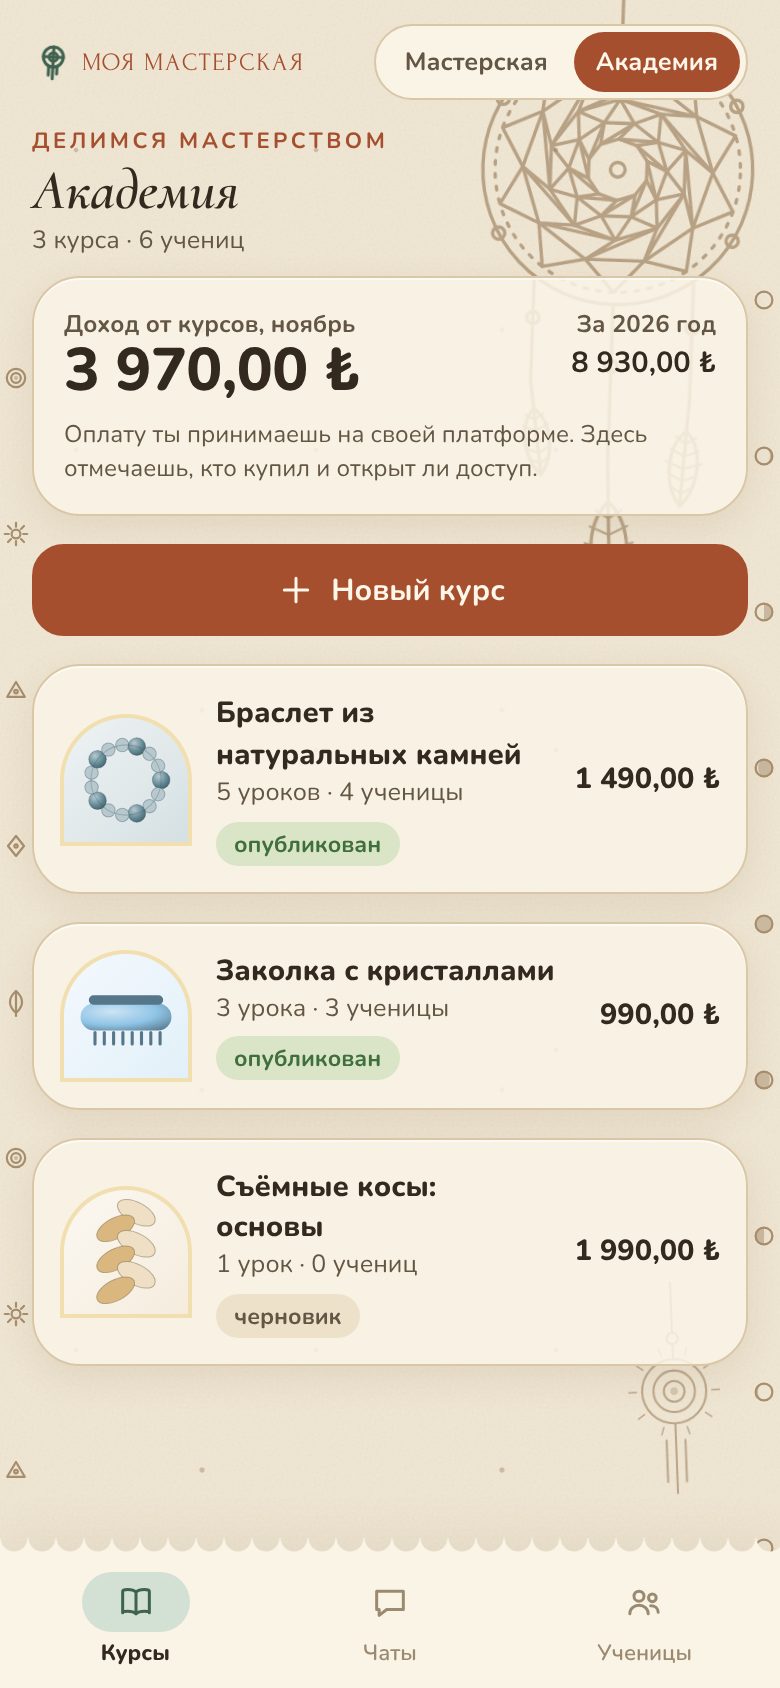 МОЯ МАСТЕРСКАЯ
Мастерская
Академия
ДЕЛИМСЯ МАСТЕРСТВОМ
Академия
3 курса · 6 учениц
Доход от курсов, ноябрь
За 2026 год
3 970,00 ₺
8 930,00 ₺
Оплату ты принимаешь на своей платформе. Здесь
отмечаешь, кто купил и открыт ли доступ.
Новый курс
Браслет из
натуральных камней
5 уроков · 4 ученицы
опубликован
1 490,00 ₺
Заколка с кристаллами
3 урока · 3 ученицы
опубликован
990,00 ₺
Съёмные косы:
основы
1 урок · 0 учениц
черновик
1 990,00 ₺
Курсы
Чаты
Ученицы